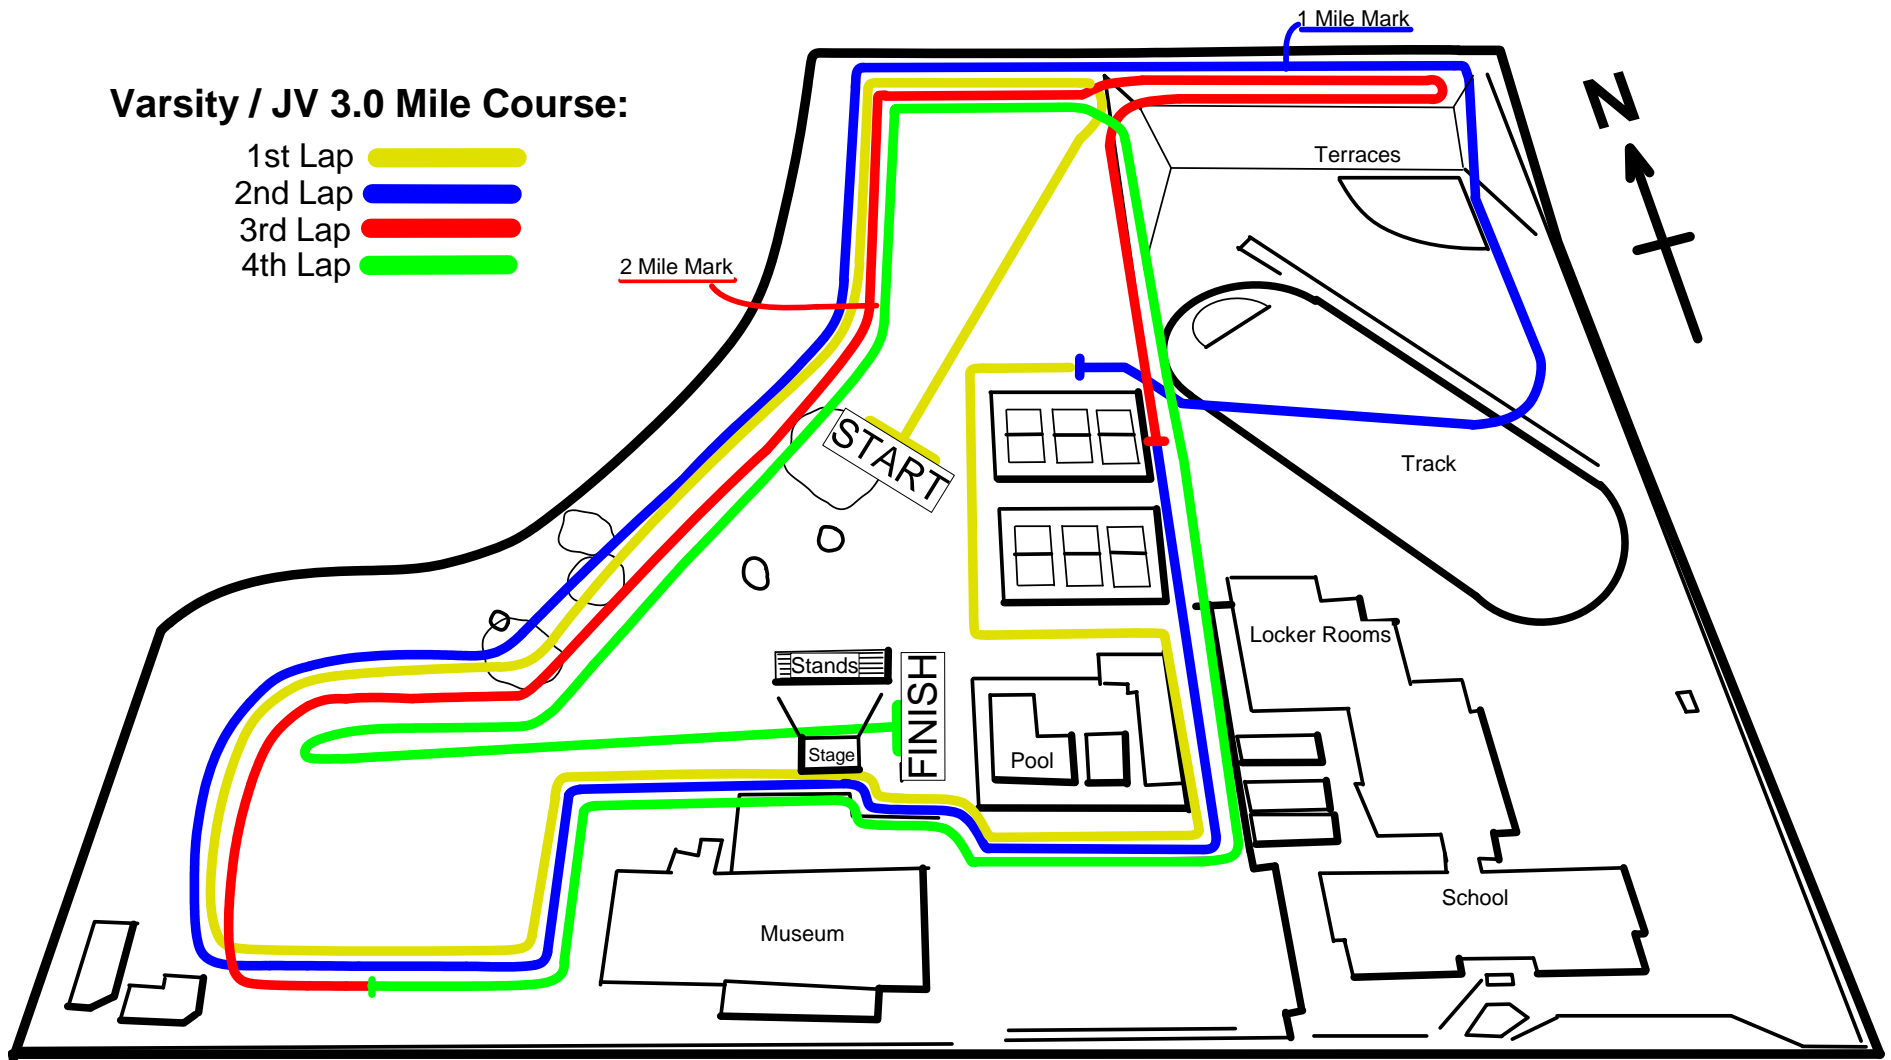 1 Mile Mark
Varsity / JV 3.0 Mile Course:
1st Lap
2nd Lap
3rd Lap
4th Lap
N
Terraces
2 Mile Mark
START
Track
Locker Rooms
Stands
FINISH
Stage
Pool
School
Museum